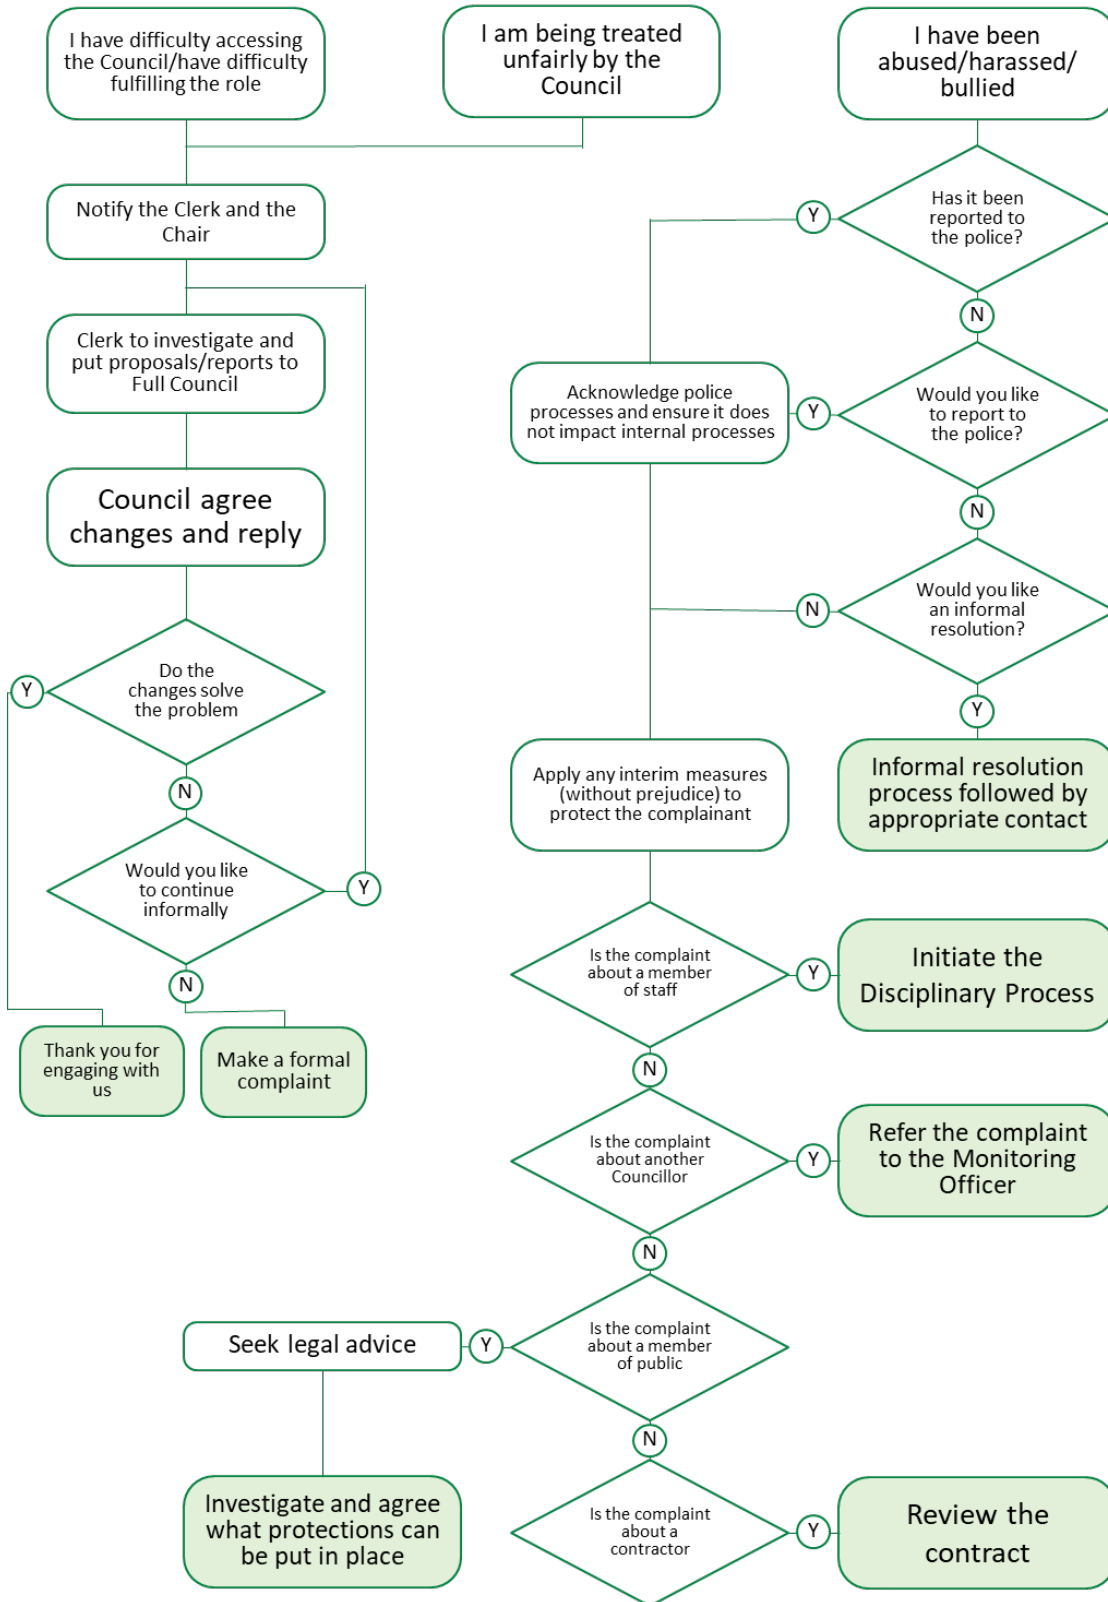 I have difficulty accessing
the Council/have difficulty
fulfilling the role
I am being treated
unfairly by the
Council
I have been
abused/harassed/
bullied
Notify the Clerk and the
Chair
Y
Has it been
reported to
the police?
N
Clerk to investigate and
put proposals/reports to
Full Council
Acknowledge police
processes and ensure it does
not impact internal processes
Y
Would you like
to report to
the police?
N
Council agree
changes and reply
N
Would you like
an informal
resolution?
Y
Y
Do the
changes solve
the problem
N
Apply any interim measures
(without prejudice) to
protect the complainant
Informal resolution
process followed by
appropriate contact
Would you like
to continue
informally
Y
N
Is the complaint
about a member
of staff
Y
Initiate the
Disciplinary Process
N
Thank you for
engaging with
us
Make a formal
complaint
Is the complaint
about another
Councillor
Y
Refer the complaint
to the Monitoring
Officer
N
Seek legal advice
Y
Is the complaint
about a member
of public
N
Investigate and agree
what protections can
be put in place
Is the complaint
about a
contractor
Y
Review the
contract